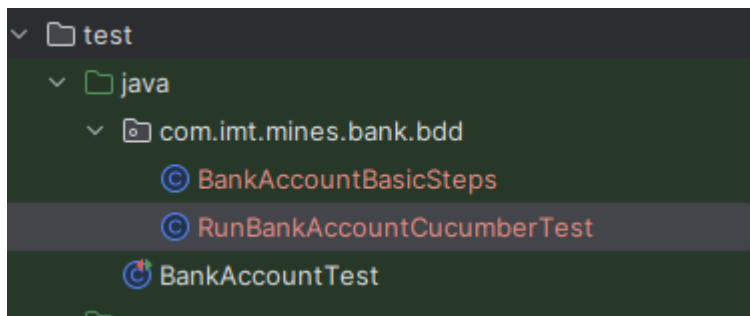 test
java
com.imt.mines.bank.bdd
BankAccountBasicSteps
RunBankAccountCucumberTest
BankAccountTest